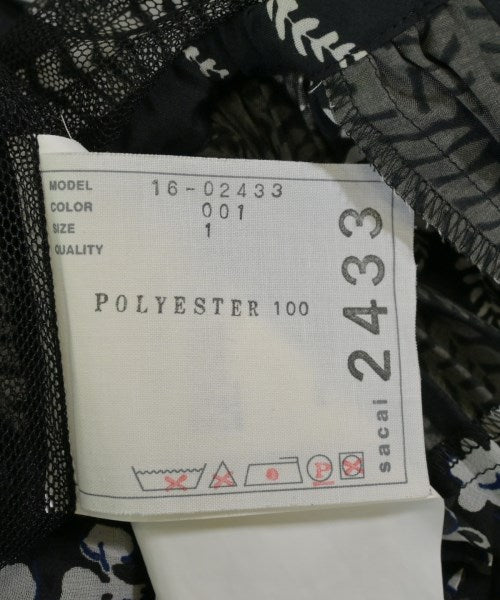 MODEL 16-02433
COLOR 001
SIZE 1
QUALITY
POLYESTER 100
sacai 2433
P